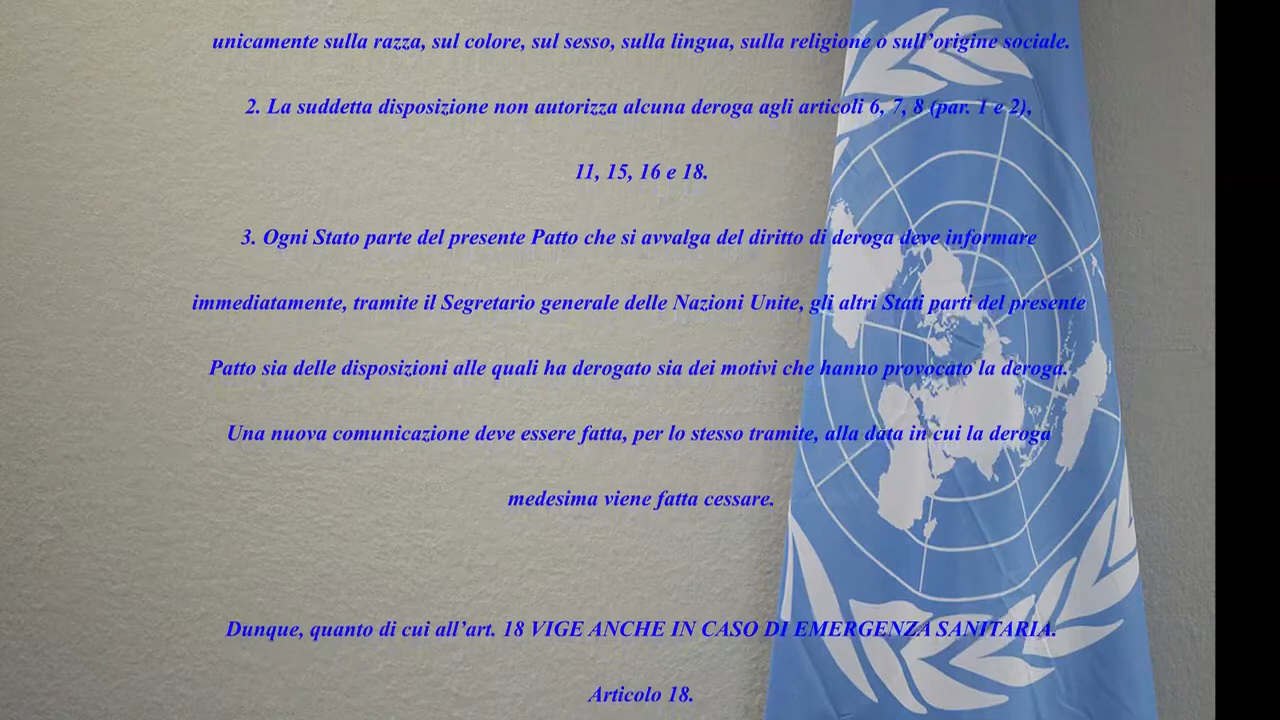 unicamente sulla razza, sul colore, sul sesso, sulla lingua, sulla religione o sull’origine sociale.
2. La suddetta disposizione non autorizza alcuna deroga agli articoli 6, 7, 8 (par. 1 e 2),
11, 15, 16 e 18.
3. Ogni Stato parte del presente Patto che si avvalga del diritto di deroga deve informare
immediatamente, tramite il Segretario generale delle Nazioni Unite, gli altri Stati parti del presente
Patto sia delle disposizioni alle quali ha derogato sia dei motivi che hanno provocato la deroga.
Una nuova comunicazione deve essere fatta, per lo stesso tramite, alla data in cui la deroga
medesima viene fatta cessare.
Dunque, quanto di cui all’art. 18 VIGE ANCHE IN CASO DI EMERGENZA SANITARIA.
Articolo 18.